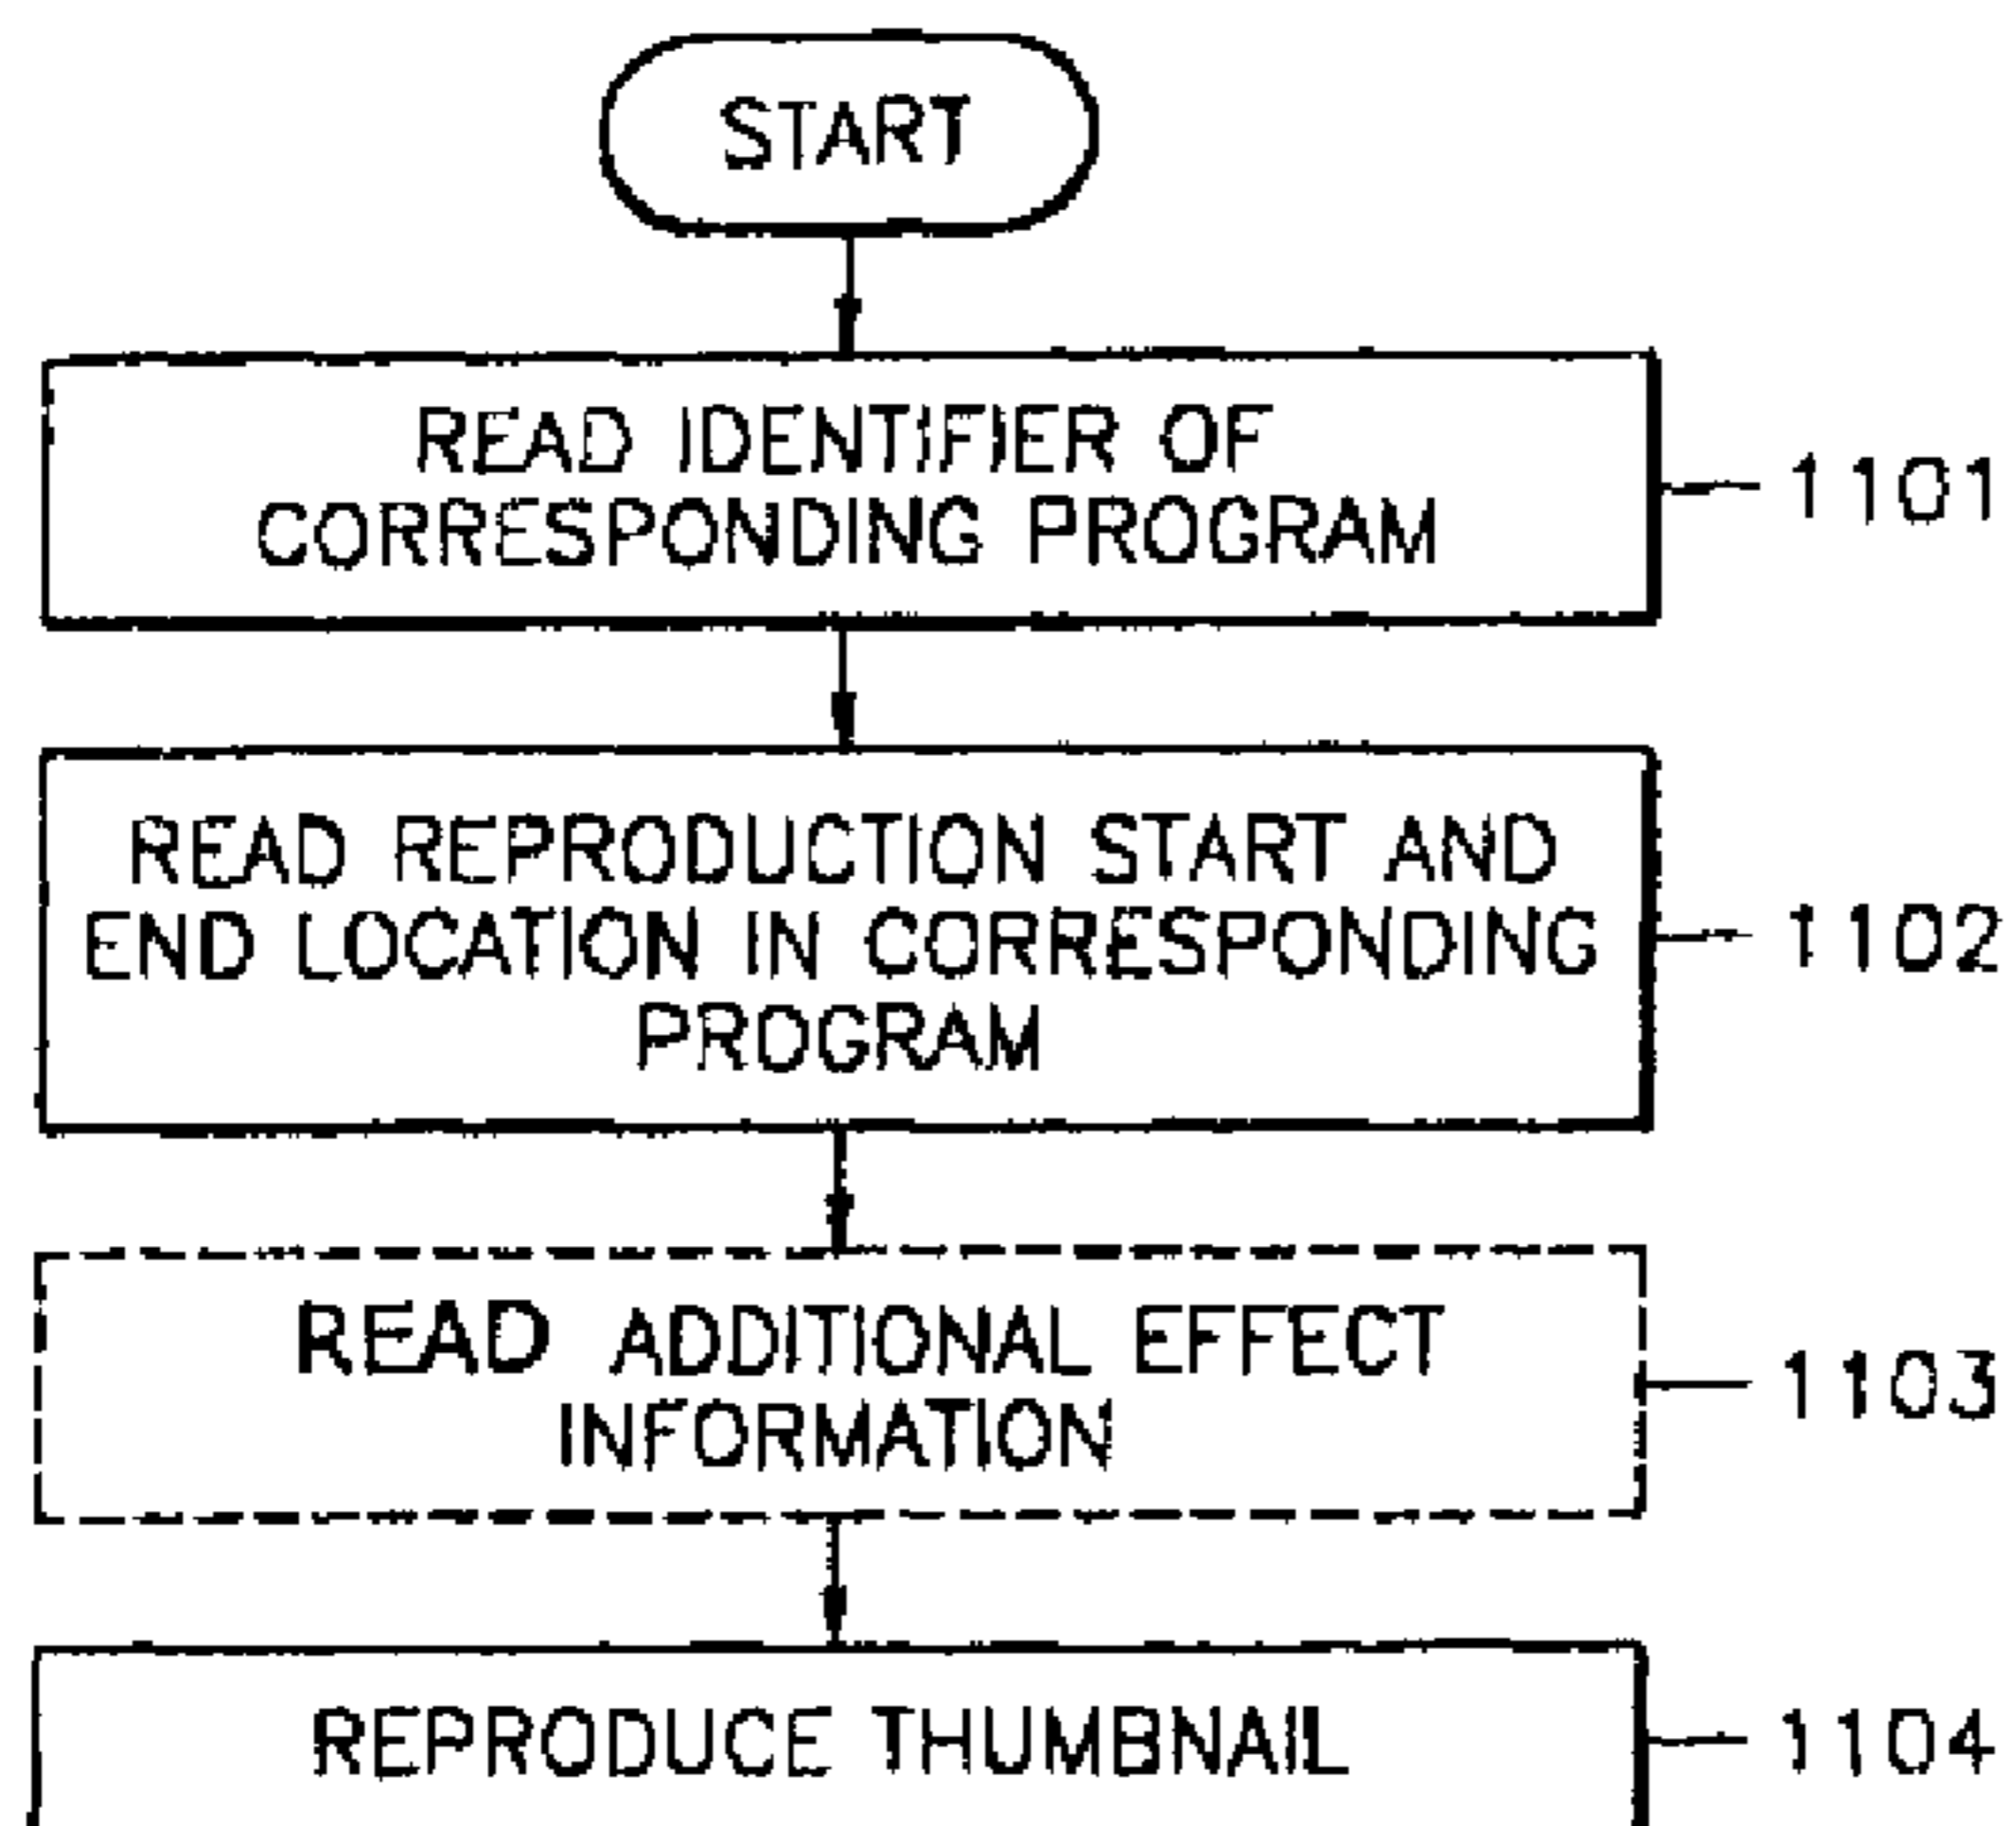 START
READ IDENTIFIER OF
CORRESPONDING PROGRAM
1101
READ REPRODUCTION START AND
END LOCATION IN CORRESPONDING
PROGRAM
1102
READ ADDITIONAL EFFECT
INFORMATION
1103
REPRODUCE THUMBNAIL
1104